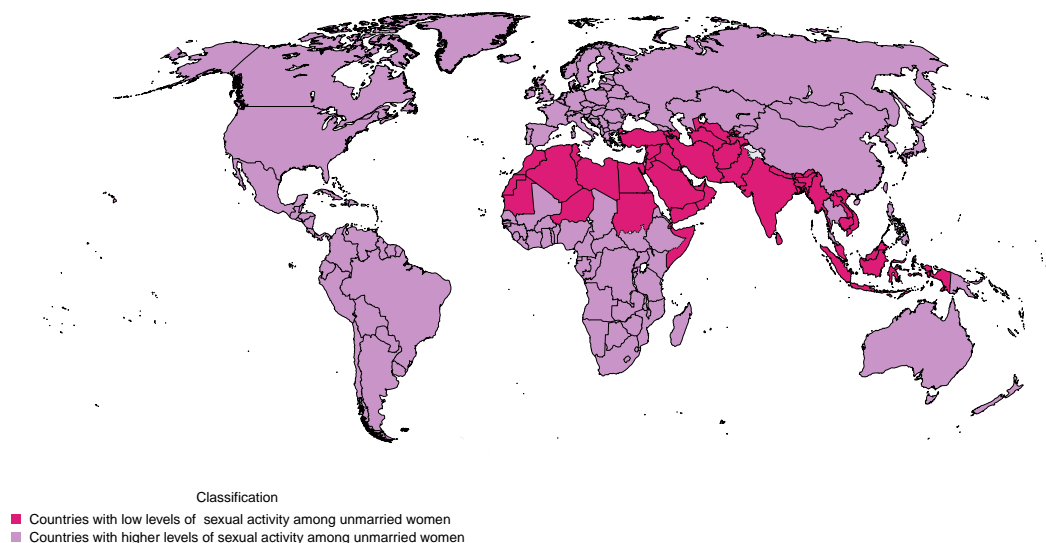 Classification
Countries with low levels of  sexual activity among unmarried women
Countries with higher levels of sexual activity among unmarried women